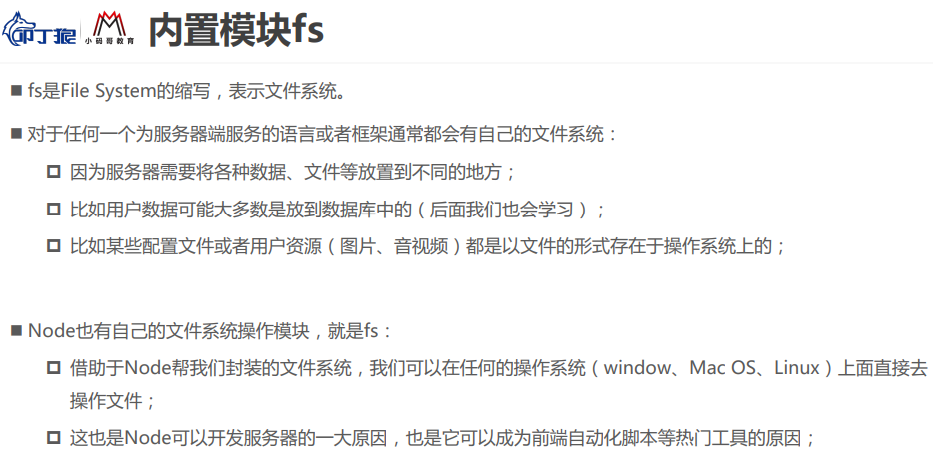 叩丁狼 小码哥教育 内置模块fs
fs是File System的缩写，表示文件系统。
对于任何一个为服务器端服务的语言或者框架通常都会有自己的文件系统：
因为服务器需要将各种数据、文件等放置到不同的地方；
比如用户数据可能大多数是放到数据库中的（后面我们也会学习）；
比如某些配置文件或者用户资源（图片、音视频）都是以文件的形式存在于操作系统上的；
Node也有自己的文件系统操作模块，就是fs：
借助于Node帮我们封装的文件系统，我们可以在任何的操作系统（window、Mac OS、Linux）上面直接去
操作文件；
这也是Node可以开发服务器的一大原因，也是它可以成为前端自动化脚本等热门工具的原因；